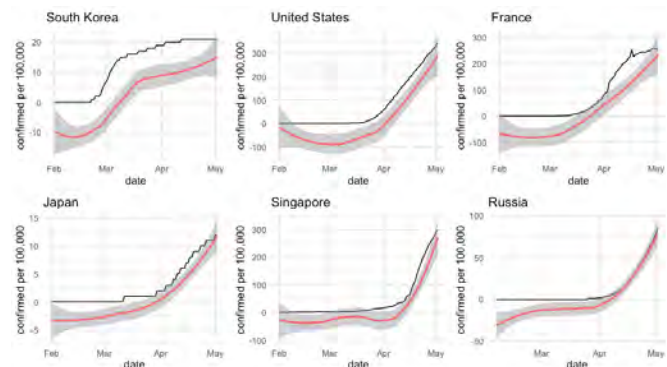 South Korea
confirmed per 100,000
20
10
0
-10
Feb Mar Apr May
date
United States
confirmed per 100,000
300
200
100
0
-100
Feb Mar Apr May
date
France
confirmed per 100,000
300
200
100
0
-100
Feb Mar Apr May
date
Japan
confirmed per 100,000
15
10
5
0
-5
Feb Mar Apr May
date
Singapore
confirmed per 100,000
300
200
100
0
-100
Feb Mar Apr May
date
Russia
confirmed per 100,000
100
50
0
-50
Mar Apr May
date